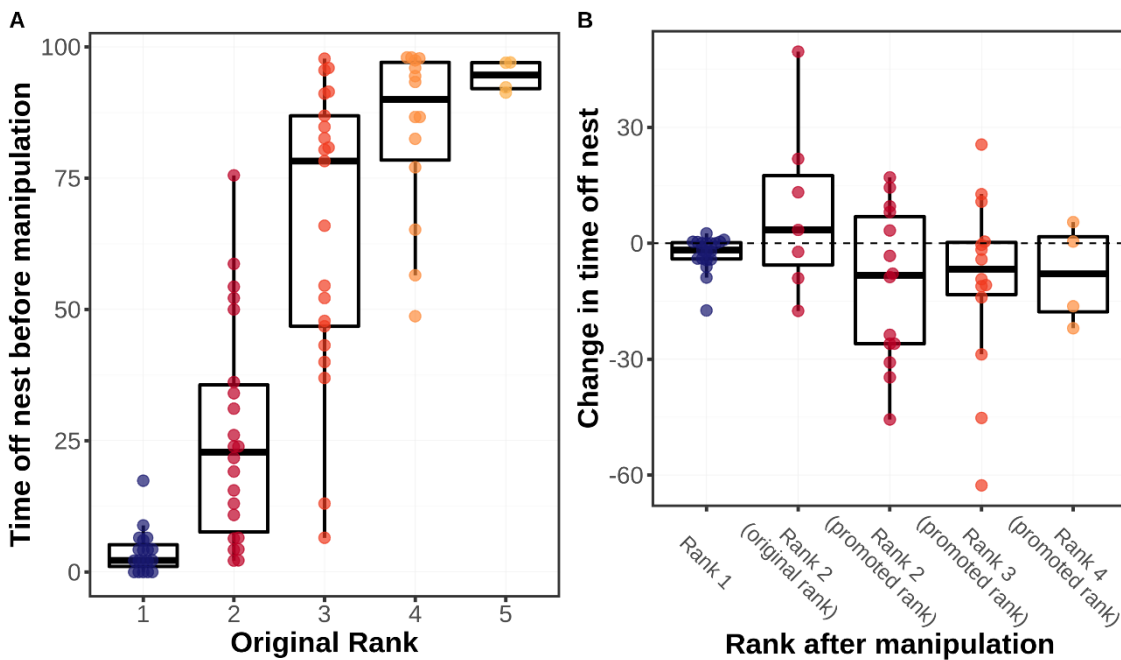 A
Time off nest before manipulation
100
75
50
25
0
1 2 3 4 5
Original Rank
B
Change in time off nest
30
0
-30
-60
Rank 1
Rank 2
(original rank)
Rank 2
(promoted rank)
Rank 3
(promoted rank)
Rank 4
(promoted rank)
Rank after manipulation